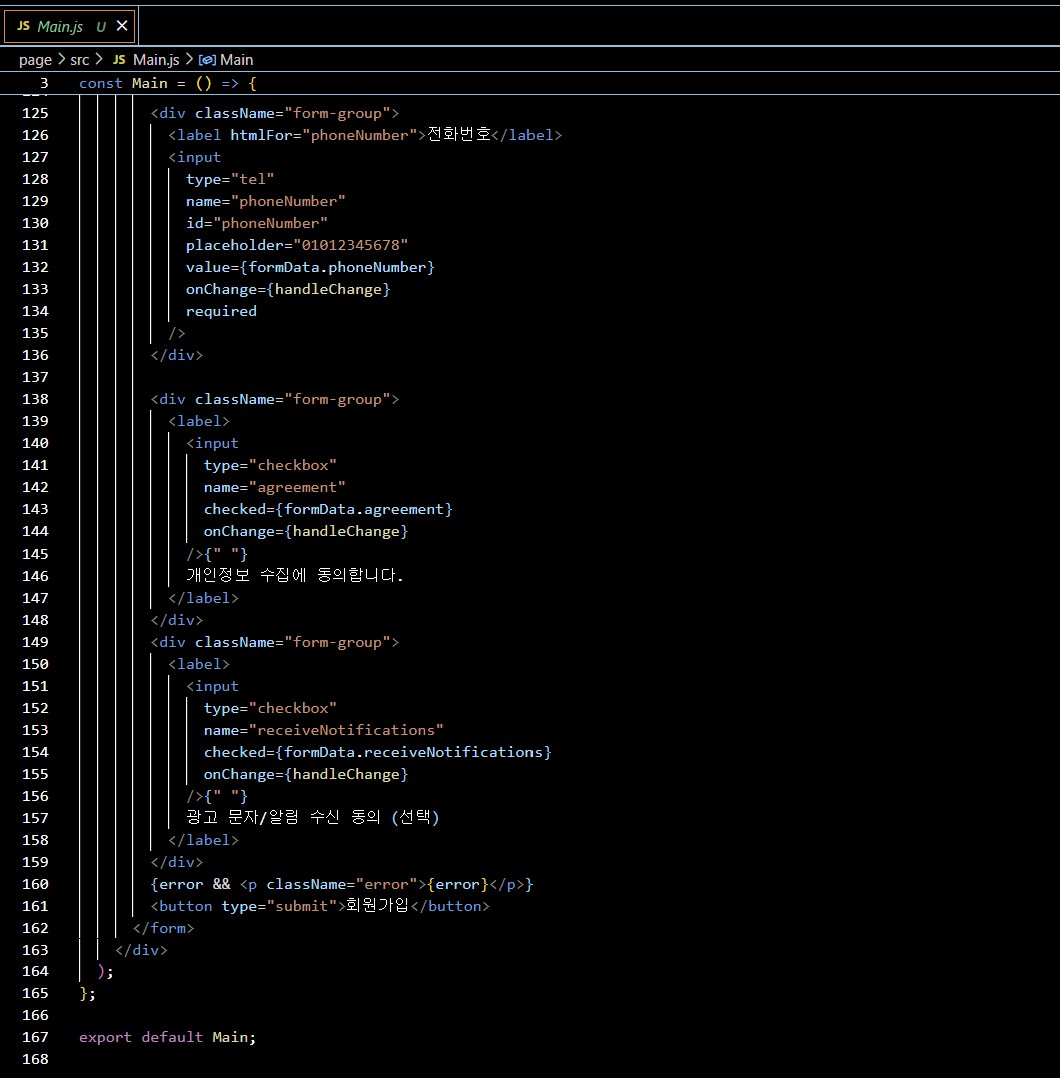 JS Main.js U ×
page > src > JS Main.js > Main
3 const Main = () => {
125 <div className="form-group">
126 <label htmlFor="phoneNumber">전화번호</label>
127 <input
128 type="tel"
129 name="phoneNumber"
130 id="phoneNumber"
131 placeholder="01012345678"
132 value={formData.phoneNumber}
133 onChange={handleChange}
134 required
135 />
136 </div>
137
138 <div className="form-group">
139 <label>
140 <input
141 type="checkbox"
142 name="agreement"
143 checked={formData.agreement}
144 onChange={handleChange}
145 />{" "}
146 개인정보 수집에 동의합니다.
147 </label>
148 </div>
149 <div className="form-group">
150 <label>
151 <input
152 type="checkbox"
153 name="receiveNotifications"
154 checked={formData.receiveNotifications}
155 onChange={handleChange}
156 />{" "}
157 광고 문자/알림 수신 동의 (선택)
158 </label>
159 </div>
160 {error && <p className="error">{error}</p>}
161 <button type="submit">회원가입</button>
162 </form>
163 </div>
164 );
165 };
166
167 export default Main;
168